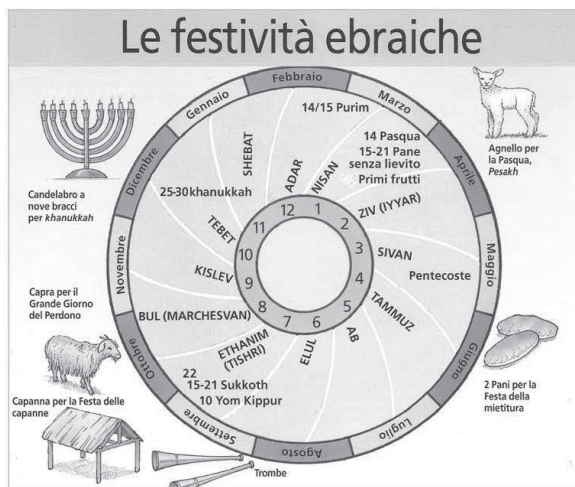 Le festività ebraiche
Gennaio
Febbraio
Marzo
Aprile
Maggio
Giugno
Luglio
Agosto
Settembre
Ottobre
Novembre
Dicembre
14/15 Purim
14 Pasqua
15-21 Pane
senza lievito
Primi frutti
Pentecoste
22
15-21 Sukkoth
10 Yom Kippur
25-30 khanukkah
NISAN
ZIV (IYYAR)
SIVAN
TAMMUZ
AB
ELUL
ETHANIM
(TISHRI)
BUL (MARCHESVAN)
KISLEV
TEBET
SHEBAT
ADAR
1
2
3
4
5
6
7
8
9
10
11
12
Candelabro a
nove bracci
per khanukkah
Agnello per
la Pasqua,
Pesakh
Capra per il
Grande Giorno
del Perdono
Capanna per la Festa delle
capanne
2 Pani per la
Festa della
mietitura
Trombe